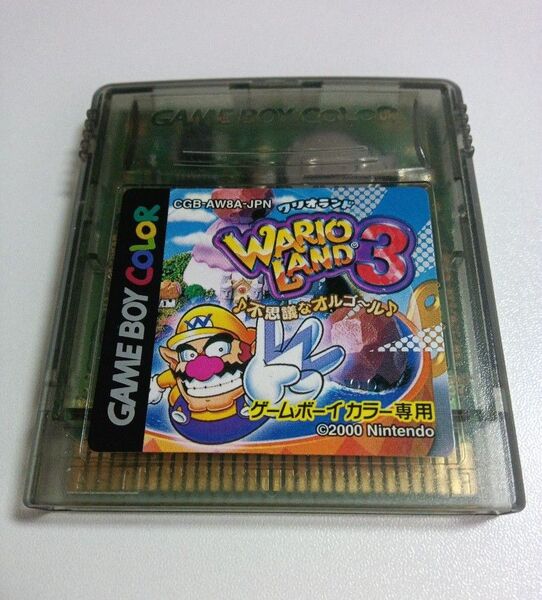 GAME BOY COLOR
GAME BOY COLOR
CGB-AW8A-JPN
ワリオランド
WARIO
LAND® 3
♪不思議なオルゴ〜ル♪
W
ゲームボーイカラー専用
©2000 Nintendo